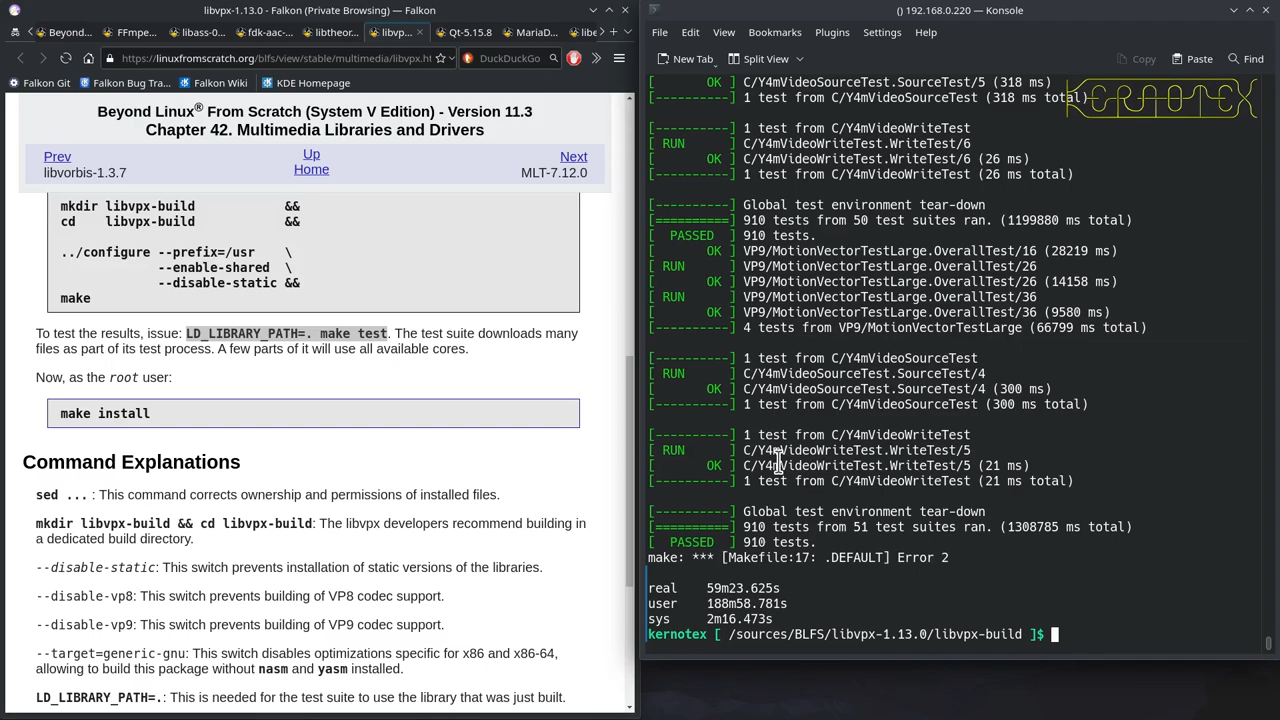 libvpx-1.13.0 - Falkon (Private Browsing) — Falkon
Beyond...
FFmpe...
libass-0...
fdk-aac-...
libtheor...
libvp...
Qt-5.15.8
MariaD...
https://linuxfromscratch.org/blfs/view/stable/multimedia/libvpx.ht
DuckDuckGo
Falkon Git
Falkon Bug Tra...
Falkon Wiki
KDE Homepage
Beyond Linux® From Scratch (System V Edition) - Version 11.3
Chapter 42. Multimedia Libraries and Drivers
Prev
Up
Next
libvorbis-1.3.7
Home
MLT-7.12.0
mkdir libvpx-build &&
cd libvpx-build &&
../configure --prefix=/usr \
--enable-shared \
--disable-static &&
make
To test the results, issue: LD_LIBRARY_PATH=. make test. The test suite downloads many
files as part of its test process. A few parts of it will use all available cores.
Now, as the root user:
make install
Command Explanations
sed ... : This command corrects ownership and permissions of installed files.
mkdir libvpx-build && cd libvpx-build: The libvpx developers recommend building in
a dedicated build directory.
--disable-static: This switch prevents installation of static versions of the libraries.
--disable-vp8: This switch prevents building of VP8 codec support.
--disable-vp9: This switch prevents building of VP9 codec support.
--target=generic-gnu: This switch disables optimizations specific for x86 and x86-64,
allowing to build this package without nasm and yasm installed.
LD_LIBRARY_PATH=.: This is needed for the test suite to use the library that was just built.
() 192.168.0.220 — Konsole
File Edit View Bookmarks Plugins Settings Help
New Tab Split View Copy Paste Find
KERNOTEX
[       OK ] C/Y4mVideoSourceTest.SourceTest/5 (318 ms)
[----------] 1 test from C/Y4mVideoSourceTest (318 ms total)
[----------] 1 test from C/Y4mVideoWriteTest
[ RUN      ] C/Y4mVideoWriteTest.WriteTest/6
[       OK ] C/Y4mVideoWriteTest.WriteTest/6 (26 ms)
[----------] 1 test from C/Y4mVideoWriteTest (26 ms total)
[----------] Global test environment tear-down
[==========] 910 tests from 50 test suites ran. (1199880 ms total)
[  PASSED  ] 910 tests.
[       OK ] VP9/MotionVectorTestLarge.OverallTest/16 (28219 ms)
[ RUN      ] VP9/MotionVectorTestLarge.OverallTest/26
[       OK ] VP9/MotionVectorTestLarge.OverallTest/26 (14158 ms)
[ RUN      ] VP9/MotionVectorTestLarge.OverallTest/36
[       OK ] VP9/MotionVectorTestLarge.OverallTest/36 (9580 ms)
[----------] 4 tests from VP9/MotionVectorTestLarge (66799 ms total)
[----------] 1 test from C/Y4mVideoSourceTest
[ RUN      ] C/Y4mVideoSourceTest.SourceTest/4
[       OK ] C/Y4mVideoSourceTest.SourceTest/4 (300 ms)
[----------] 1 test from C/Y4mVideoSourceTest (300 ms total)
[----------] 1 test from C/Y4mVideoWriteTest
[ RUN      ] C/Y4mVideoWriteTest.WriteTest/5
[       OK ] C/Y4mVideoWriteTest.WriteTest/5 (21 ms)
[----------] 1 test from C/Y4mVideoWriteTest (21 ms total)
[----------] Global test environment tear-down
[==========] 910 tests from 51 test suites ran. (1308785 ms total)
[  PASSED  ] 910 tests.
make: *** [Makefile:17: .DEFAULT] Error 2
real 59m23.625s
user 188m58.781s
sys 2m16.473s
kernotex [ /sources/BLFS/libvpx-1.13.0/libvpx-build ]$